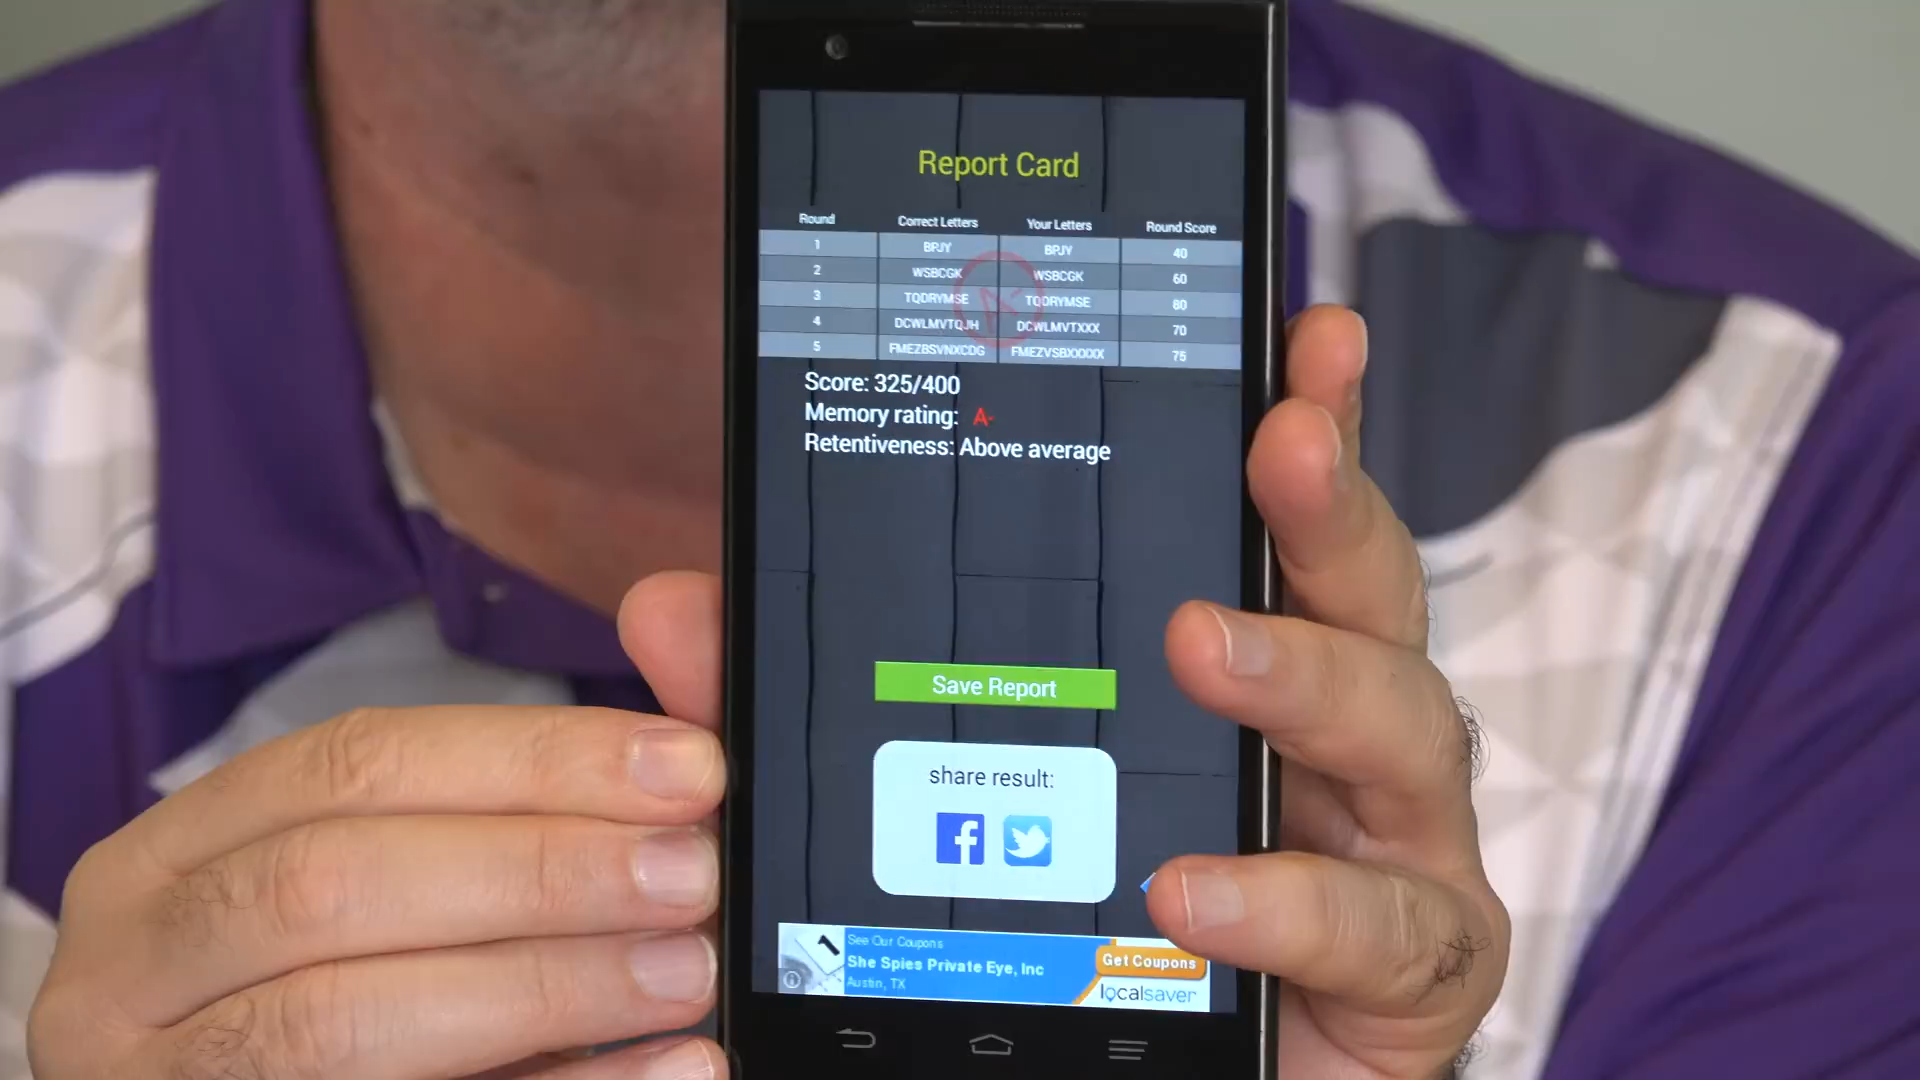 Report Card
Round Correct Letters Your Letters Round Score
1 BPJY BPJY 40
2 WSBCGK WSBCGK 60
3 TQDRYMSE TQDRYMSE 80
4 DCWLMVTQJH DCWLMVTXXX 70
5 FMEZBSVNXCDG FMEZVSBXXXXX 75
A-
Score: 325/400
Memory rating: A-
Retentiveness: Above average
Save Report
share result:
See Our Coupons
She Spies Private Eye, Inc
Austin, TX
Get Coupons
localsaver